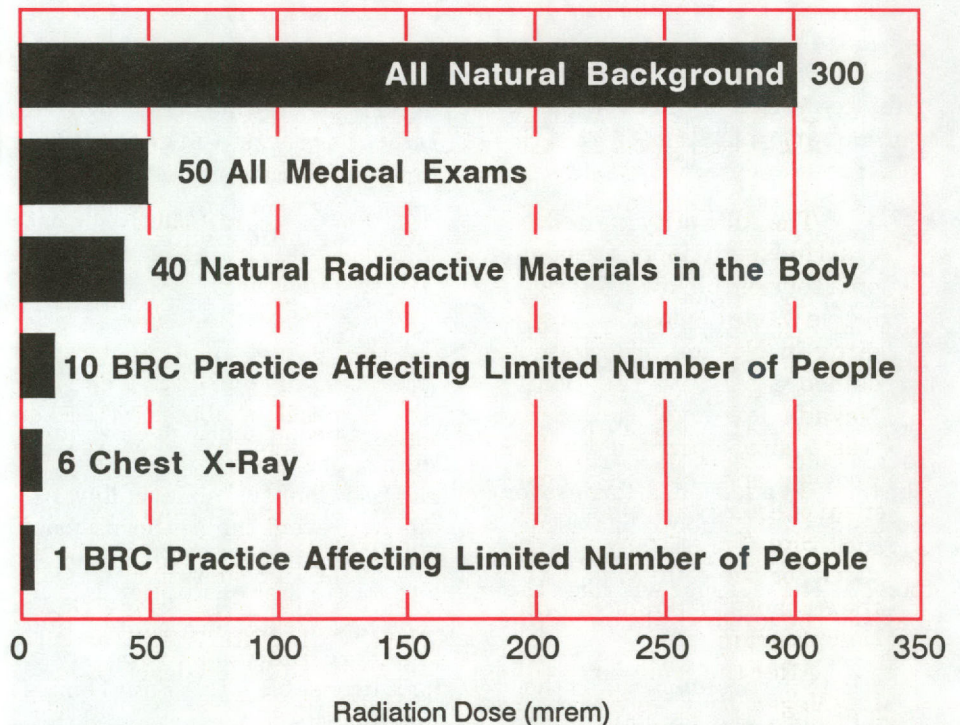 All Natural Background 300
50 All Medical Exams
40 Natural Radioactive Materials in the Body
10 BRC Practice Affecting Limited Number of People
6 Chest X-Ray
1 BRC Practice Affecting Limited Number of People
0 50 100 150 200 250 300 350
Radiation Dose (mrem)